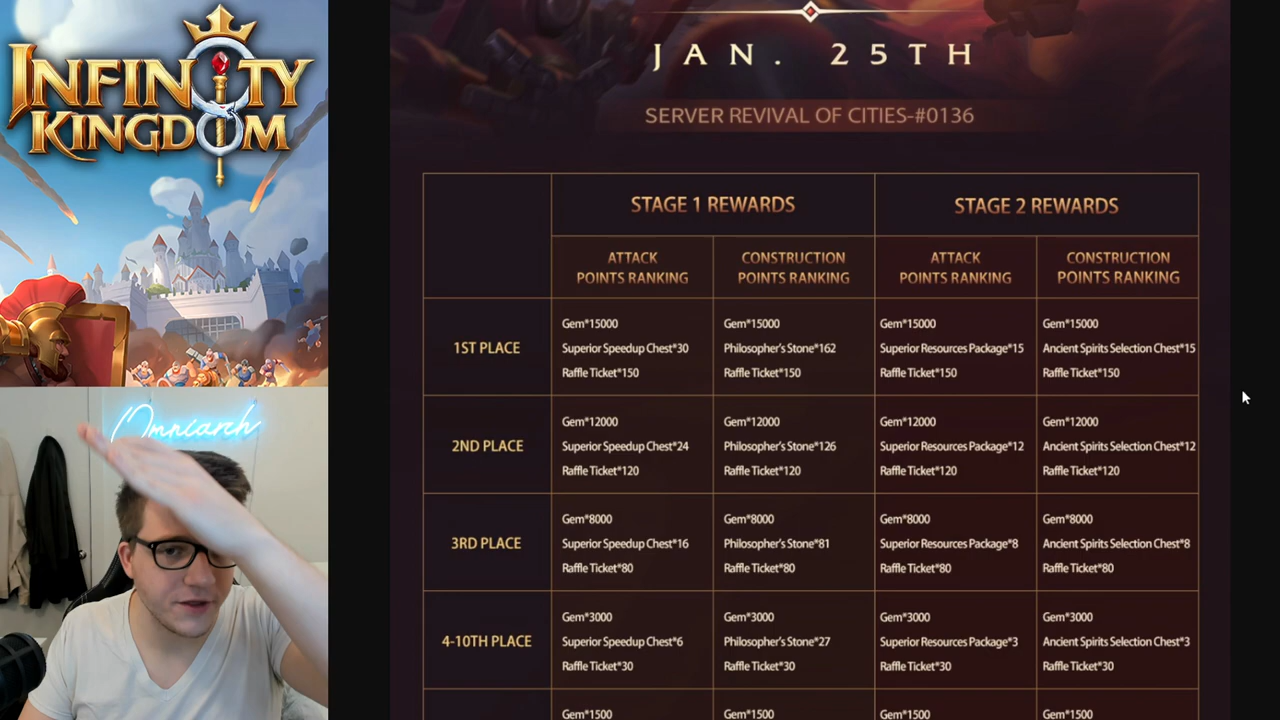 INFINITY
KINGDOM
Omniarch
JAN. 25TH
SERVER REVIVAL OF CITIES-#0136
STAGE 1 REWARDS
STAGE 2 REWARDS
ATTACK
POINTS RANKING
CONSTRUCTION
POINTS RANKING
ATTACK
POINTS RANKING
CONSTRUCTION
POINTS RANKING
1ST PLACE
Gem*15000
Superior Speedup Chest*30
Raffle Ticket*150
Gem*15000
Philosopher's Stone*162
Raffle Ticket*150
Gem*15000
Superior Resources Package*15
Raffle Ticket*150
Gem*15000
Ancient Spirits Selection Chest*15
Raffle Ticket*150
2ND PLACE
Gem*12000
Superior Speedup Chest*24
Raffle Ticket*120
Gem*12000
Philosopher's Stone*126
Raffle Ticket*120
Gem*12000
Superior Resources Package*12
Raffle Ticket*120
Gem*12000
Ancient Spirits Selection Chest*12
Raffle Ticket*120
3RD PLACE
Gem*8000
Superior Speedup Chest*16
Raffle Ticket*80
Gem*8000
Philosopher's Stone*81
Raffle Ticket*80
Gem*8000
Superior Resources Package*8
Raffle Ticket*80
Gem*8000
Ancient Spirits Selection Chest*8
Raffle Ticket*80
4-10TH PLACE
Gem*3000
Superior Speedup Chest*6
Raffle Ticket*30
Gem*3000
Philosopher's Stone*27
Raffle Ticket*30
Gem*3000
Superior Resources Package*3
Raffle Ticket*30
Gem*3000
Ancient Spirits Selection Chest*3
Raffle Ticket*30
Gem*1500
Gem*1500
Gem*1500
Gem*1500